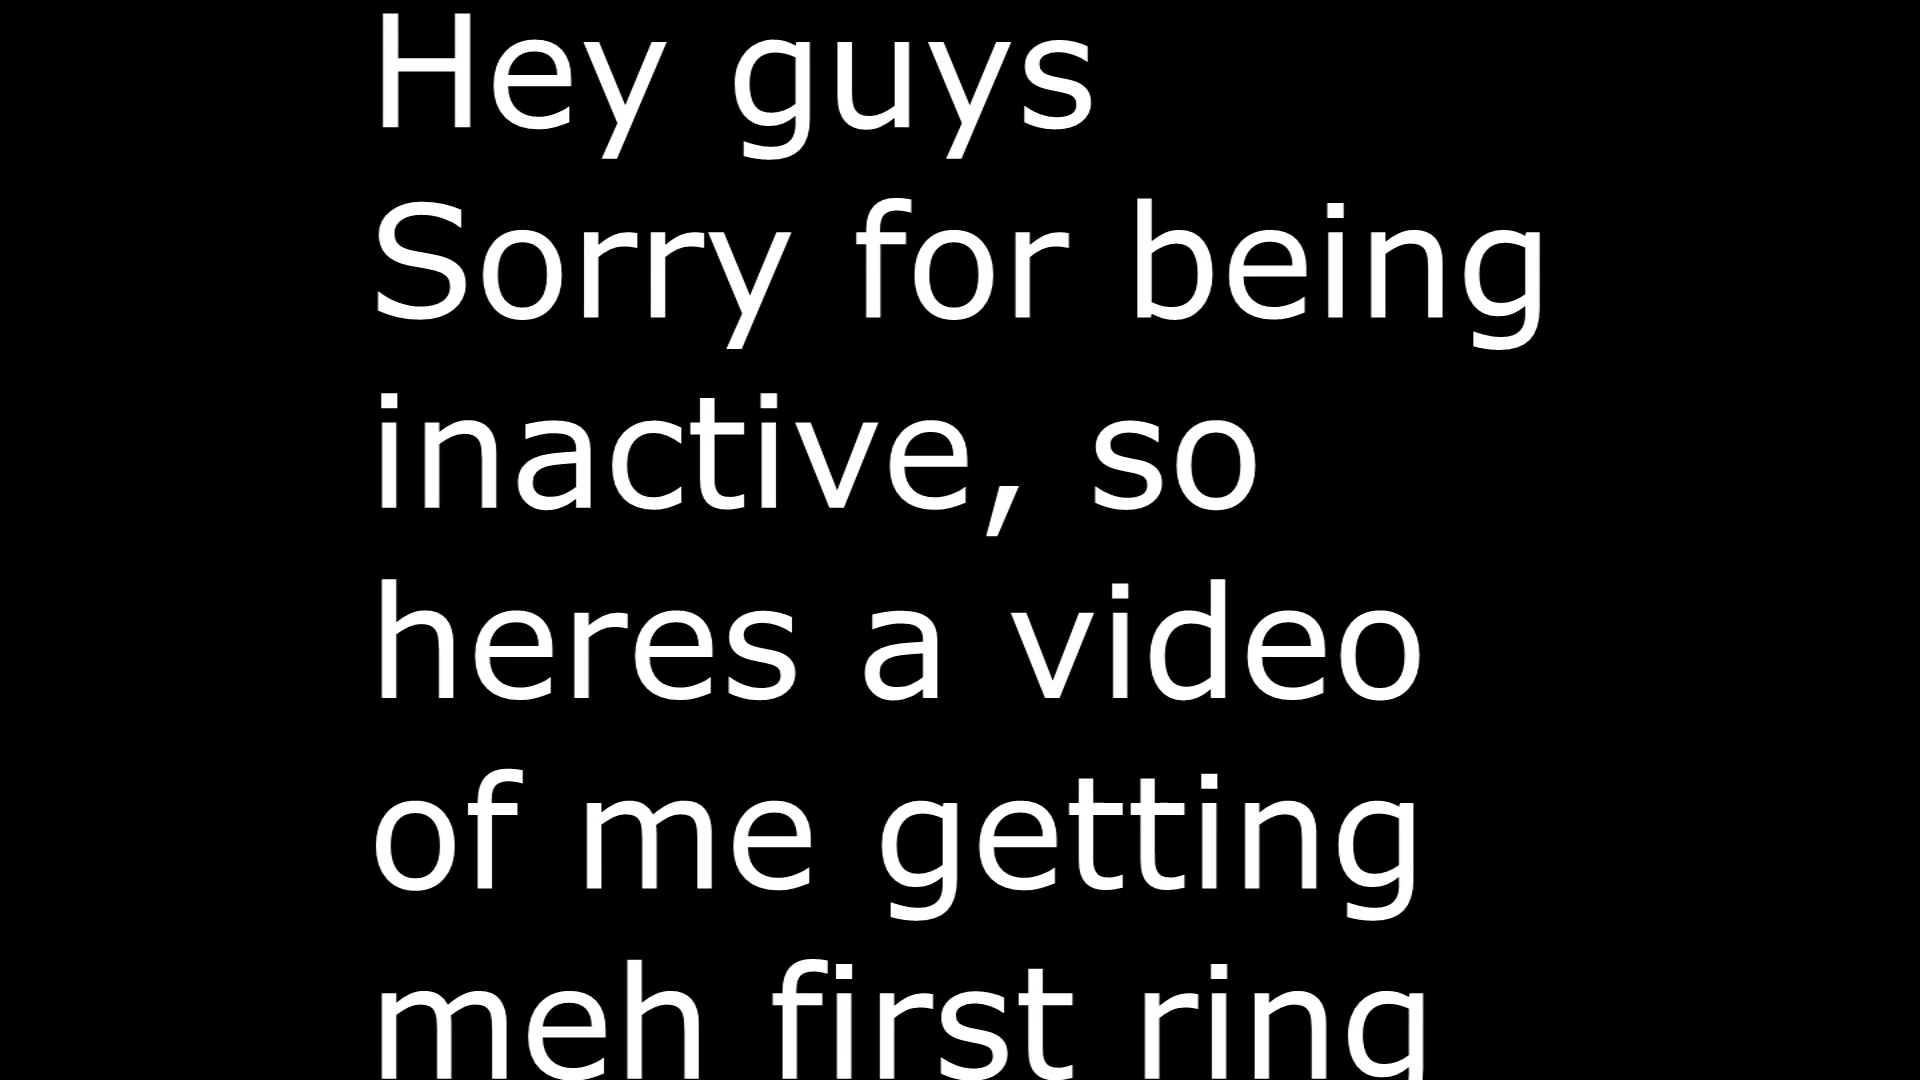 Hey guys
Sorry for being
inactive, so
heres a video
of me getting
meh first ring